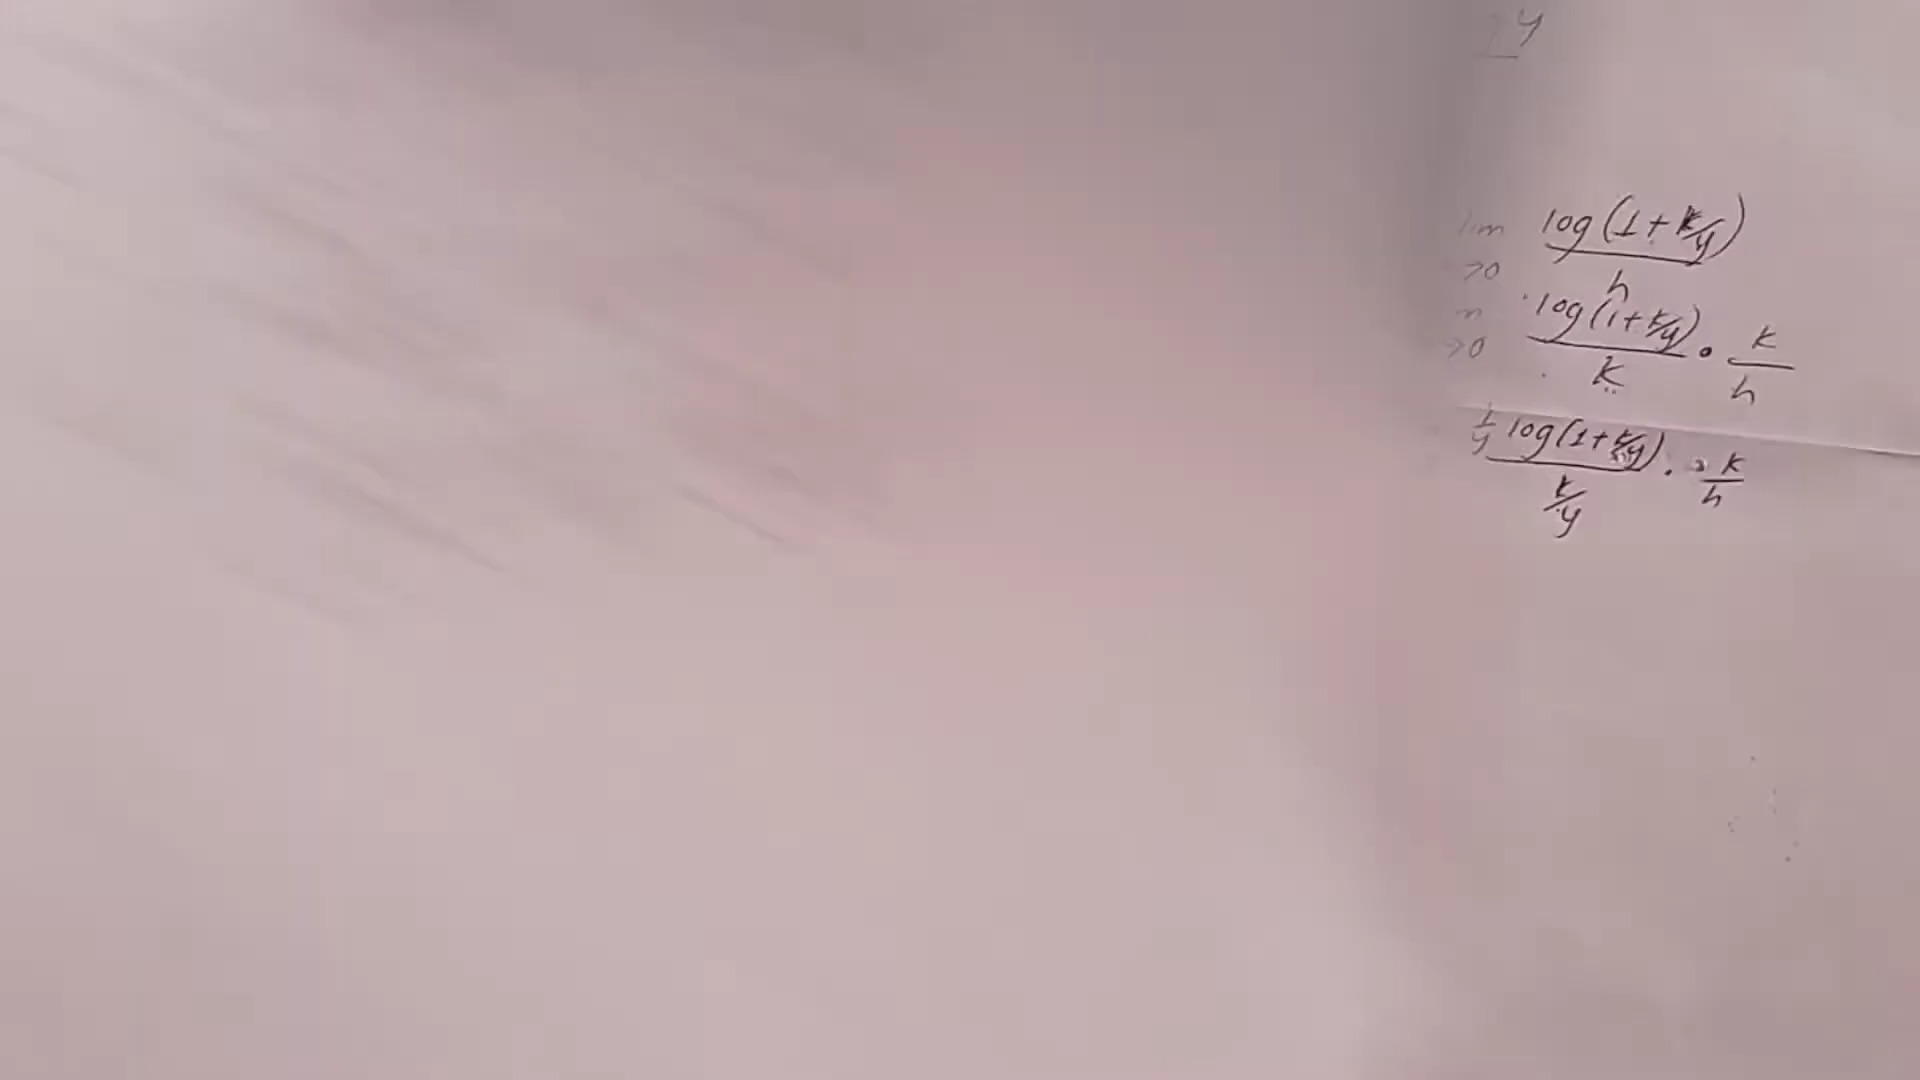 y
lim log(1+k/y)
→0 h
log(1+k/y) . k
→0 k h
1/y log(1+k/y) . k
k/y h